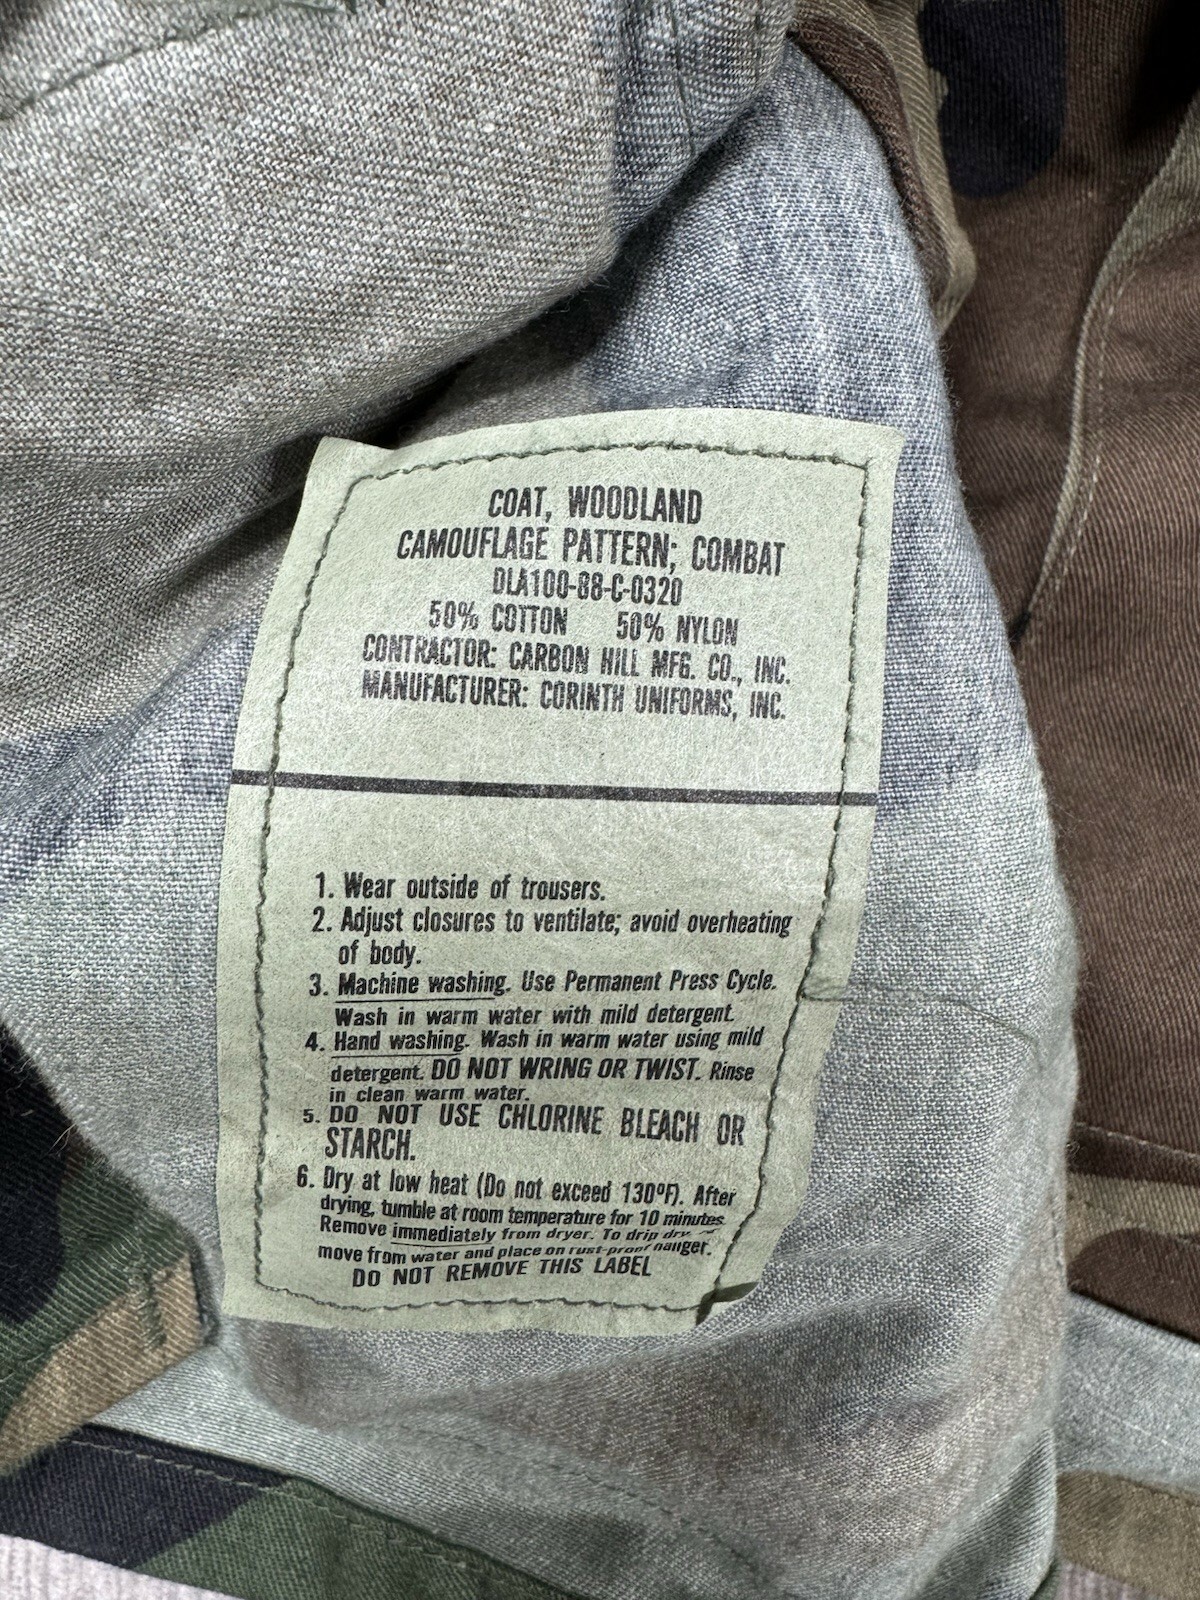 COAT, WOODLAND
CAMOUFLAGE PATTERN; COMBAT
DLA100-88-C-0320
50% COTTON 50% NYLON
CONTRACTOR: CARBON HILL MFG. CO., INC.
MANUFACTURER: CORINTH UNIFORMS, INC.
1. Wear outside of trousers.
2. Adjust closures to ventilate; avoid overheating
of body.
3. Machine washing. Use Permanent Press Cycle.
Wash in warm water with mild detergent.
4. Hand washing. Wash in warm water using mild
detergent. DO NOT WRING OR TWIST. Rinse
in clean warm water.
5. DO NOT USE CHLORINE BLEACH OR
STARCH.
6. Dry at low heat (Do not exceed 130ºF). After
drying, tumble at room temperature for 10 minutes.
Remove immediately from dryer. To drip dry
move from water and place on rust-proof hanger.
DO NOT REMOVE THIS LABEL